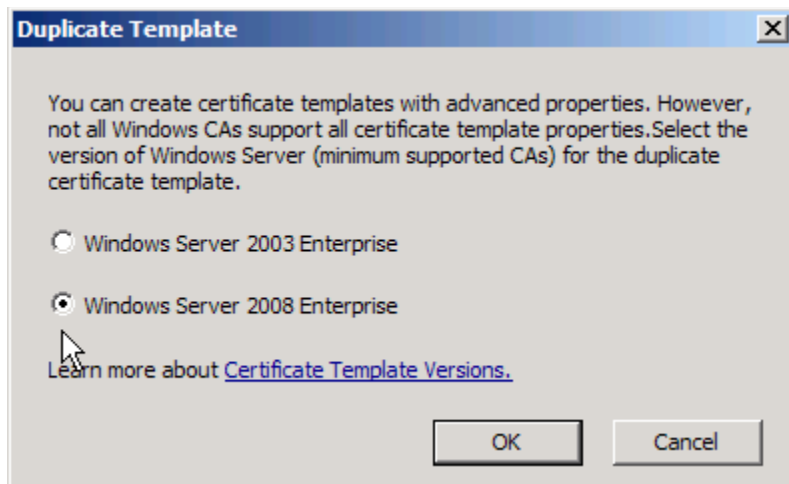 Duplicate Template
You can create certificate templates with advanced properties. However,
not all Windows CAs support all certificate template properties.Select the
version of Windows Server (minimum supported CAs) for the duplicate
certificate template.
Windows Server 2003 Enterprise
Windows Server 2008 Enterprise
Learn more about Certificate Template Versions.
OK Cancel